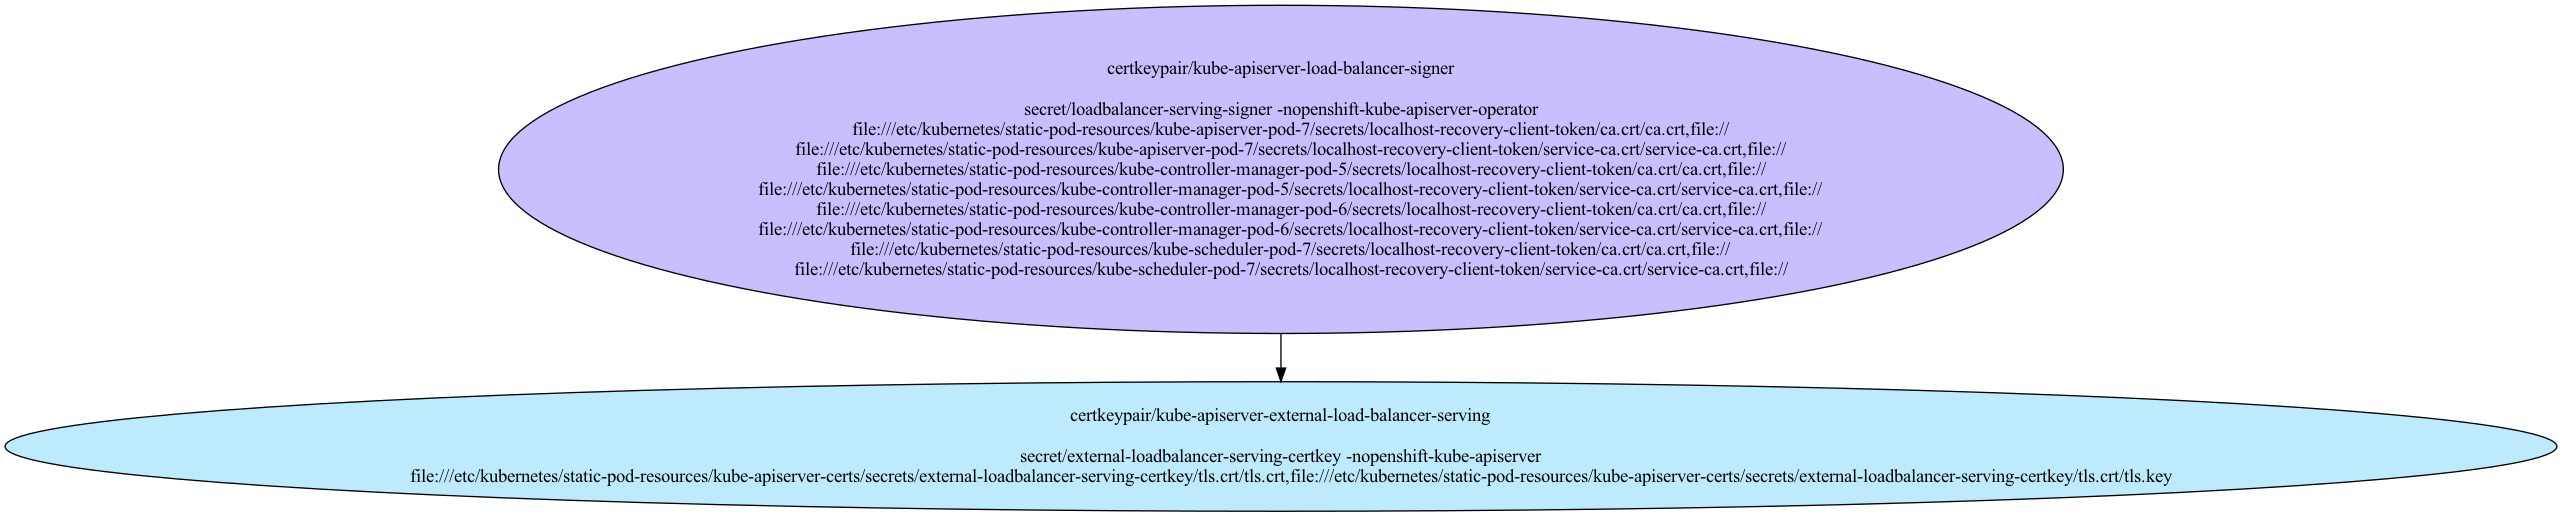 certkeypair/kube-apiserver-load-balancer-signer
secret/loadbalancer-serving-signer -nopenshift-kube-apiserver-operator
file:///etc/kubernetes/static-pod-resources/kube-apiserver-pod-7/secrets/localhost-recovery-client-token/ca.crt/ca.crt,file://
file:///etc/kubernetes/static-pod-resources/kube-apiserver-pod-7/secrets/localhost-recovery-client-token/service-ca.crt/service-ca.crt,file://
file:///etc/kubernetes/static-pod-resources/kube-controller-manager-pod-5/secrets/localhost-recovery-client-token/ca.crt/ca.crt,file://
file:///etc/kubernetes/static-pod-resources/kube-controller-manager-pod-5/secrets/localhost-recovery-client-token/service-ca.crt/service-ca.crt,file://
file:///etc/kubernetes/static-pod-resources/kube-controller-manager-pod-6/secrets/localhost-recovery-client-token/ca.crt/ca.crt,file://
file:///etc/kubernetes/static-pod-resources/kube-controller-manager-pod-6/secrets/localhost-recovery-client-token/service-ca.crt/service-ca.crt,file://
file:///etc/kubernetes/static-pod-resources/kube-scheduler-pod-7/secrets/localhost-recovery-client-token/ca.crt/ca.crt,file://
file:///etc/kubernetes/static-pod-resources/kube-scheduler-pod-7/secrets/localhost-recovery-client-token/service-ca.crt/service-ca.crt,file://
certkeypair/kube-apiserver-external-load-balancer-serving
secret/external-loadbalancer-serving-certkey -nopenshift-kube-apiserver
file:///etc/kubernetes/static-pod-resources/kube-apiserver-certs/secrets/external-loadbalancer-serving-certkey/tls.crt/tls.crt,file:///etc/kubernetes/static-pod-resources/kube-apiserver-certs/secrets/external-loadbalancer-serving-certkey/tls.crt/tls.key